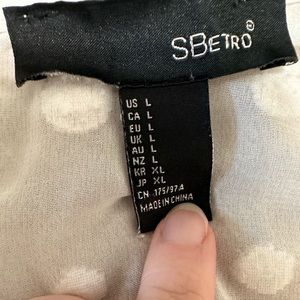 SBETRO®
US L
CA L
EU L
UK L
AU L
NZ L
KR XL
JP XL
CN 175/97A
MADE IN CHINA